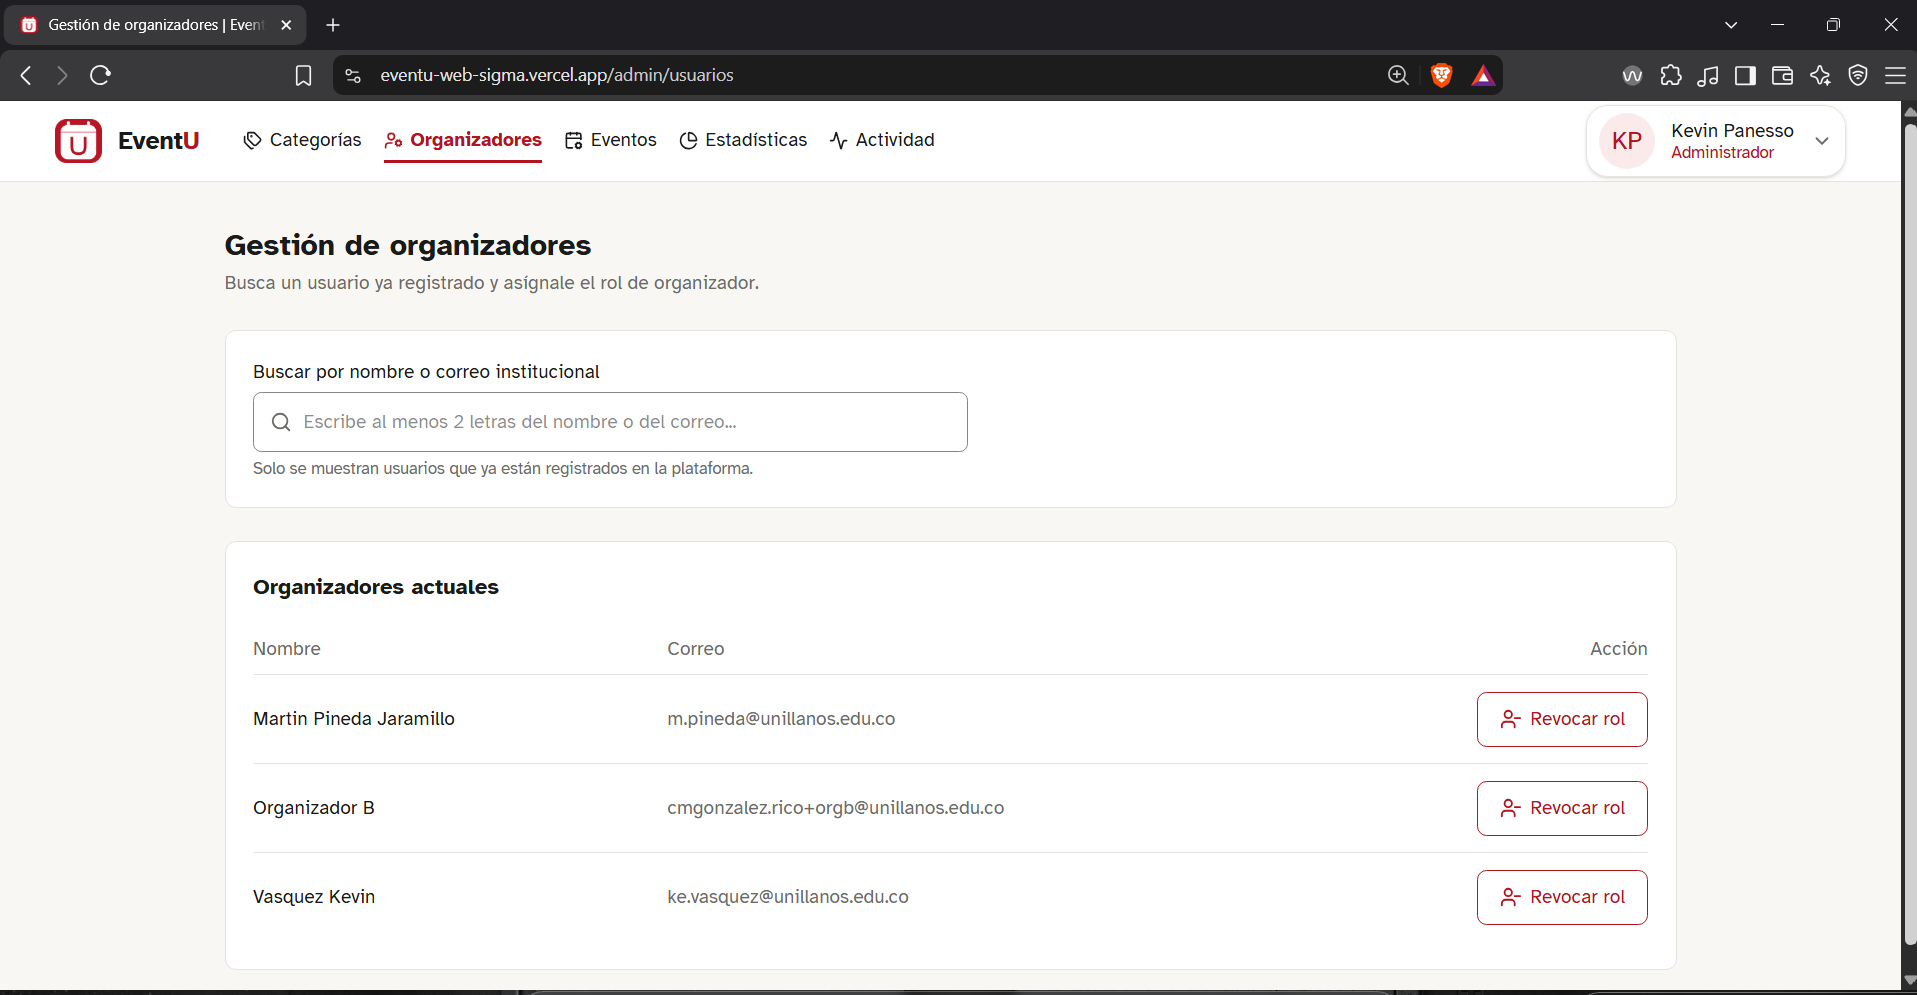 Gestión de organizadores | Event
eventu-web-sigma.vercel.app/admin/usuarios
EventU
Categorías
Organizadores
Eventos
Estadísticas
Actividad
KP
Kevin Panesso
Administrador
Gestión de organizadores
Busca un usuario ya registrado y asígnale el rol de organizador.
Buscar por nombre o correo institucional
Escribe al menos 2 letras del nombre o del correo...
Solo se muestran usuarios que ya están registrados en la plataforma.
Organizadores actuales
Nombre Correo Acción
Martin Pineda Jaramillo m.pineda@unillanos.edu.co Revocar rol
Organizador B cmgonzalez.rico+orgb@unillanos.edu.co Revocar rol
Vasquez Kevin ke.vasquez@unillanos.edu.co Revocar rol